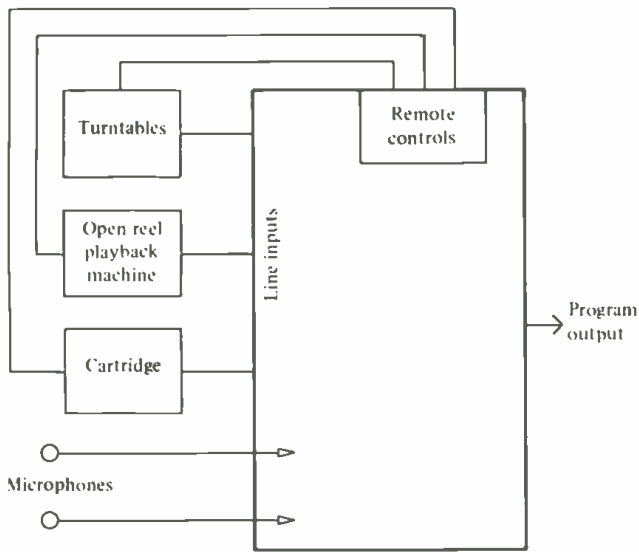 Turntables
Remote
controls
Open reel
playback
machine
Line inputs
Program
output
Cartridge
Microphones